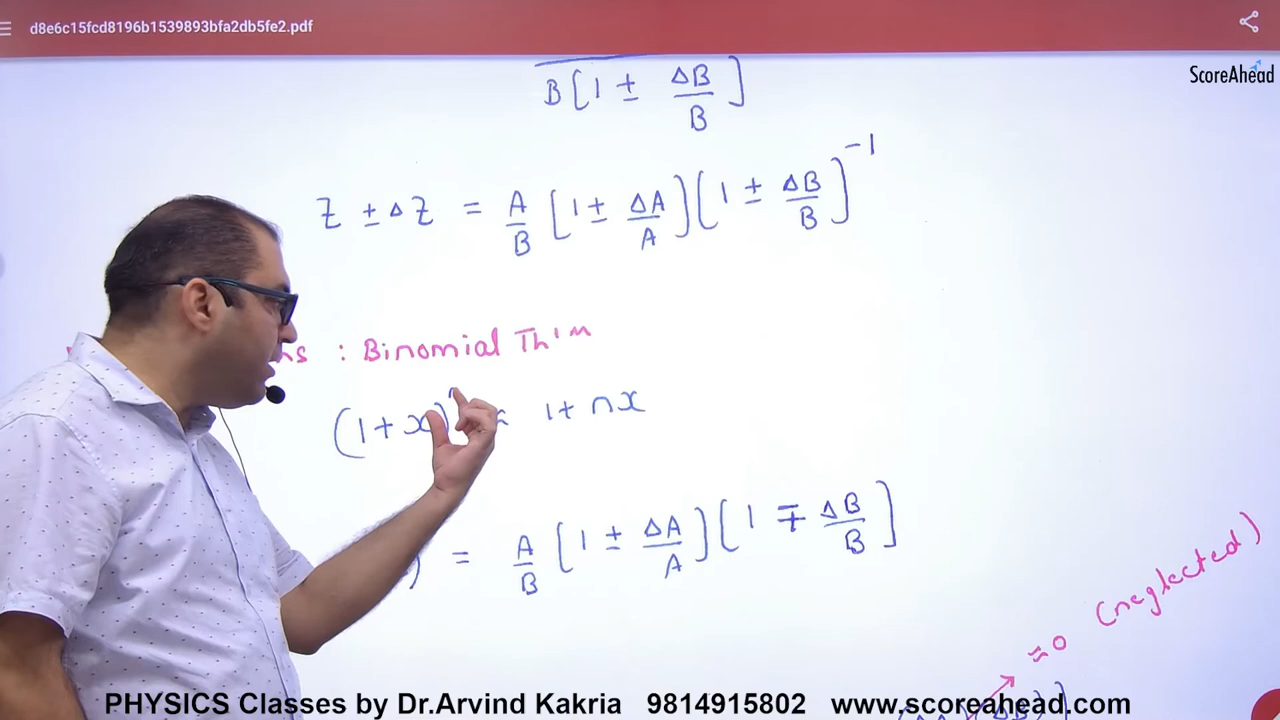 d8e6c15fcd8196b1539893bfa2db5fe2.pdf
ScoreAhead
B[1 ± ΔB/B]
Z ± ΔZ = A/B [1 ± ΔA/A)(1 ± ΔB/B]⁻¹
: Binomial Thm
(1+x) ≈ 1 + nx
= A/B [1 ± ΔA/A)[1 ∓ ΔB/B]
≈0 (neglected)
PHYSICS Classes by Dr.Arvind Kakria 9814915802 www.scoreahead.com